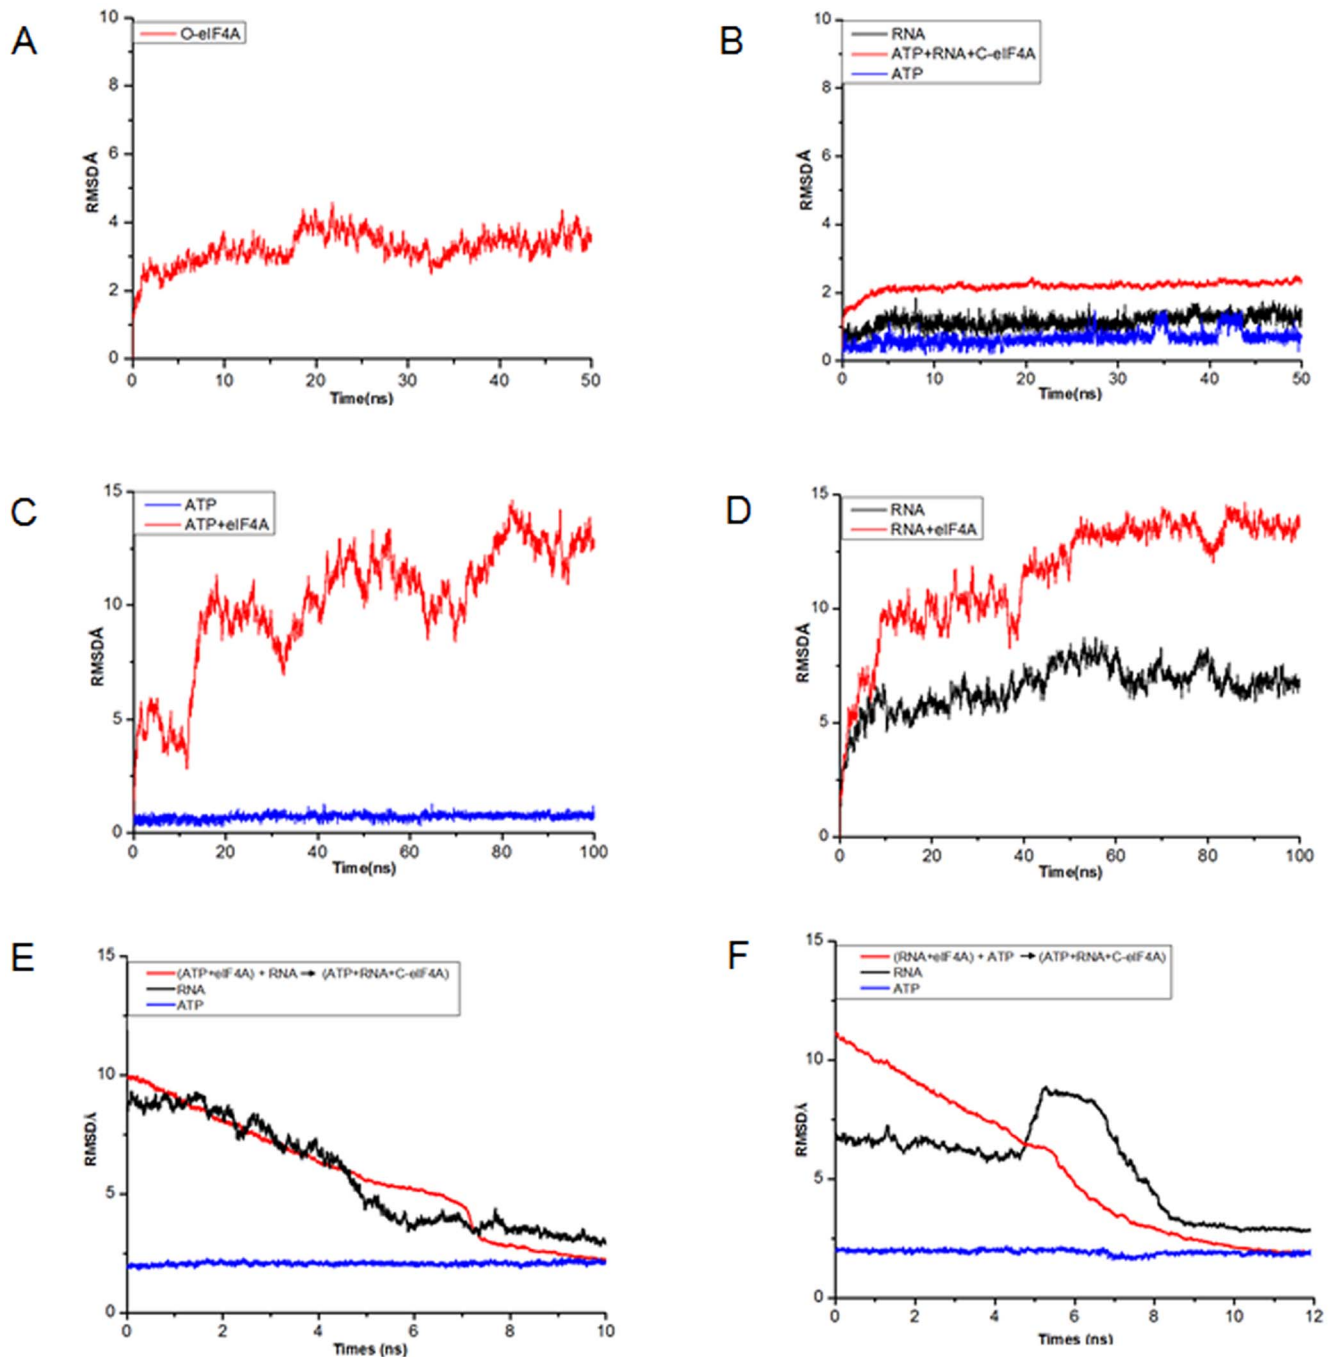 A
O-eIF4A
10
8
6
4
2
0
RMSDÅ
0 10 20 30 40 50
Time(ns)
B
RNA
ATP+RNA+C-eIF4A
ATP
10
8
6
4
2
0
RMSDÅ
0 10 20 30 40 50
Time(ns)
C
ATP
ATP+eIF4A
15
10
5
0
RMSDÅ
0 20 40 60 80 100
Time(ns)
D
RNA
RNA+eIF4A
15
10
5
0
RMSDÅ
0 20 40 60 80 100
Time(ns)
E
(ATP+eIF4A) + RNA → (ATP+RNA+C-eIF4A)
RNA
ATP
15
10
5
0
RMSDÅ
0 2 4 6 8 10
Times (ns)
F
(RNA+eIF4A) + ATP → (ATP+RNA+C-eIF4A)
RNA
ATP
15
10
5
0
RMSDÅ
0 2 4 6 8 10 12
Times (ns)